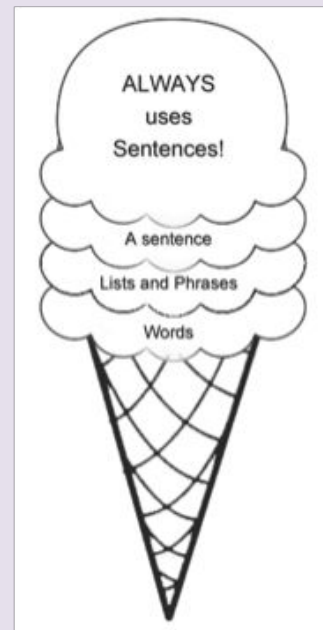 ALWAYS
uses
Sentences!
A sentence
Lists and Phrases
Words